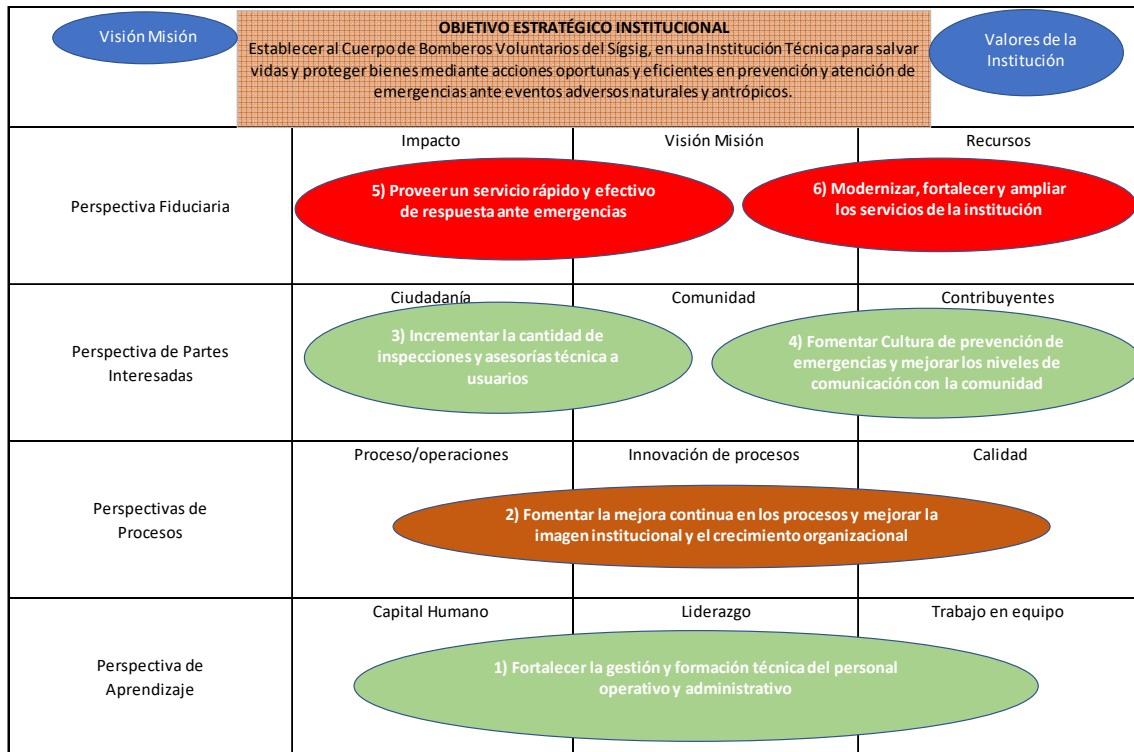 Visión Misión
OBJETIVO ESTRATÉGICO INSTITUCIONAL
Establecer al Cuerpo de Bomberos Voluntarios del Sígsig, en una Institución Técnica para salvar
vidas y proteger bienes mediante acciones oportunas y eficientes en prevención y atención de
emergencias ante eventos adversos naturales y antrópicos.
Valores de la
Institución
Impacto
Visión Misión
Recursos
Perspectiva Fiduciaria
5) Proveer un servicio rápido y efectivo
de respuesta ante emergencias
6) Modernizar, fortalecer y ampliar
los servicios de la institución
Ciudadanía
Comunidad
Contribuyentes
Perspectiva de Partes
Interesadas
3) Incrementar la cantidad de
inspecciones y asesorías técnica a
usuarios
4) Fomentar Cultura de prevención de
emergencias y mejorar los niveles de
comunicación con la comunidad
Proceso/operaciones
Innovación de procesos
Calidad
Perspectivas de
Procesos
2) Fomentar la mejora continua en los procesos y mejorar la
imagen institucional y el crecimiento organizacional
Capital Humano
Liderazgo
Trabajo en equipo
Perspectiva de
Aprendizaje
1) Fortalecer la gestión y formación técnica del personal
operativo y administrativo